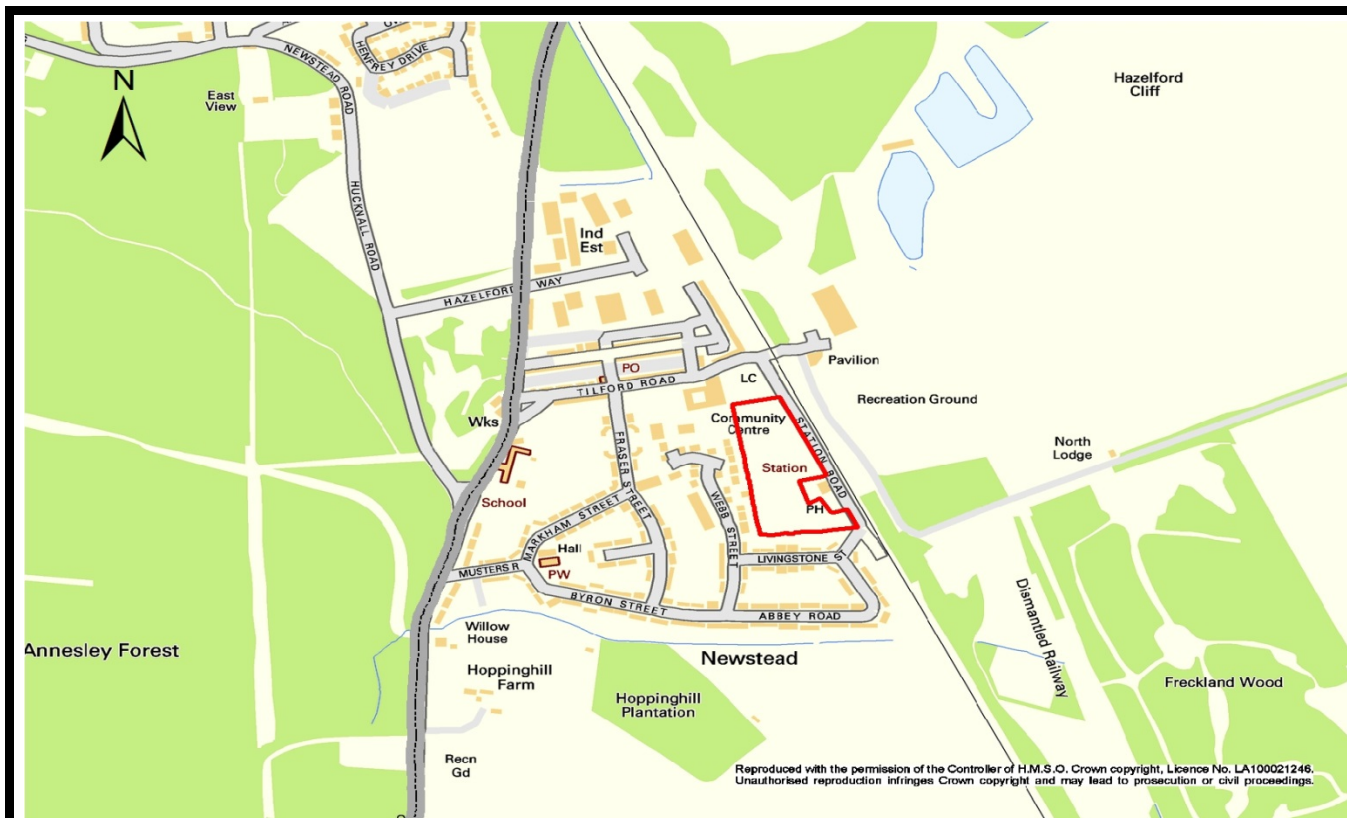 HENFREY DRIVE
NEWSTEAD ROAD
N
East
View
Hazelford
Cliff
HUCKNALL ROAD
Ind
Est
HAZELFORD WAY
PO
TILFORD ROAD
LC
Pavilion
Recreation Ground
Wks
Community
Centre
STATION ROAD
Station
North
Lodge
FRASER STREET
School
WEBB STREET
PH
MARKHAM STREET
Hall
PW
MUSTERS R
LIVINGSTONE ST
BYRON STREET
ABBEY ROAD
Willow
House
Dismantled Railway
Annesley Forest
Newstead
Hoppinghill
Farm
Hoppinghill
Plantation
Freckland Wood
Recn
Gd
Reproduced with the permission of the Controller of H.M.S.O. Crown copyright, Licence No. LA100021246.
Unauthorised reproduction infringes Crown copyright and may lead to prosecution or civil proceedings.